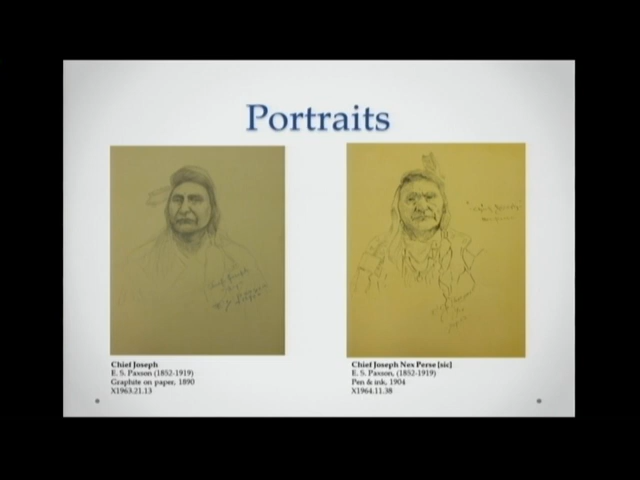 Portraits
Chief Joseph
E. S. Paxson (1852-1919)
Graphite on paper, 1890
X1963.21.13
Chief Joseph Nex Perse [sic]
E. S. Paxson, (1852-1919)
Pen & ink, 1904
X1964.11.38